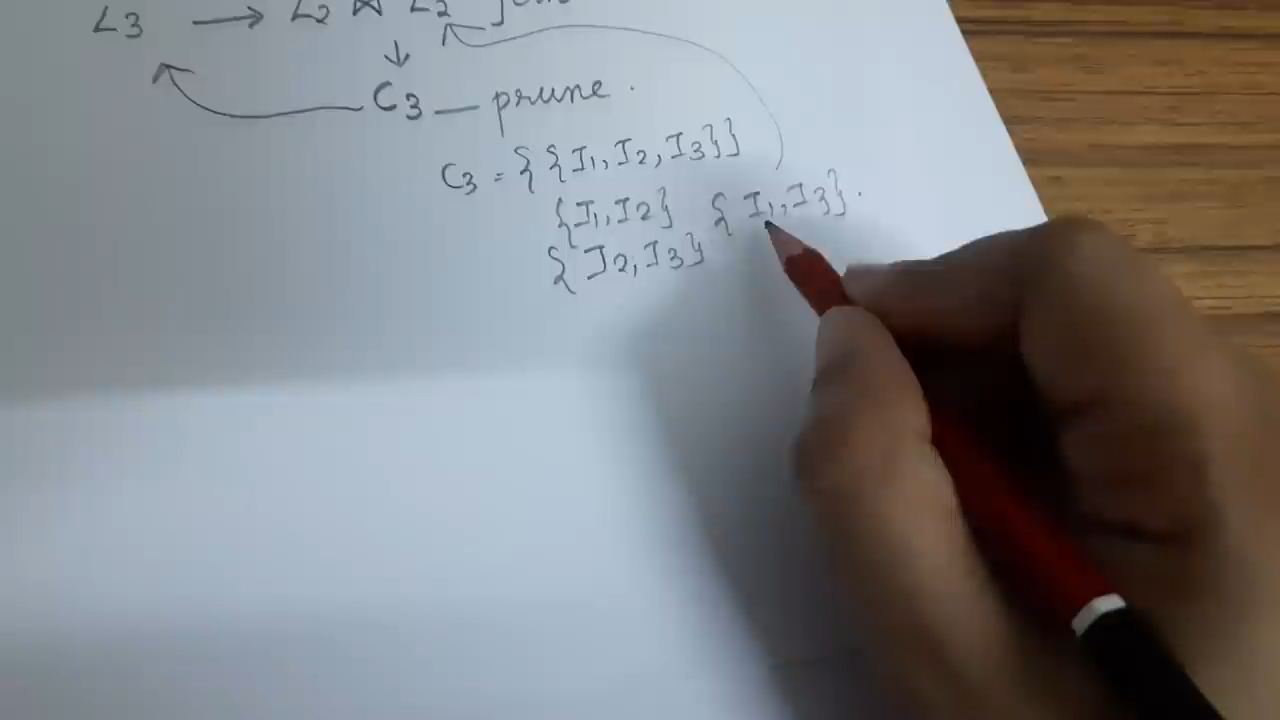 L3 → L2 ⋈ L2
↓
C3 — prune.
C3 = { {I1, I2, I3}}
{I1, I2} { I1, I3}.
{ I2, I3}